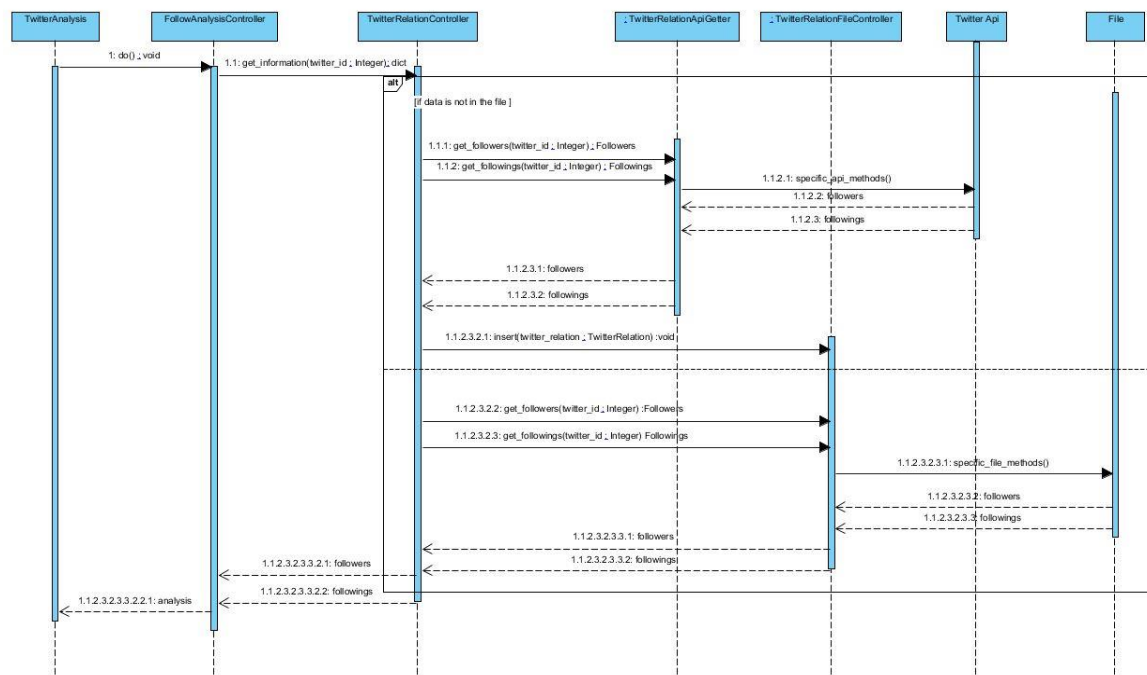 TwitterAnalysis
FollowAnalysisController
TwitterRelationController
: TwitterRelationApiGetter
: TwitterRelationFileController
Twitter Api
File
1: do() : void
1.1: get_information(twitter_id : Integer): dict
alt
[if data is not in the file ]
1.1.1: get_followers(twitter_id : Integer) : Followers
1.1.2: get_followings(twitter_id : Integer) : Followings
1.1.2.1: specific_api_methods()
1.1.2.2: followers
1.1.2.3: followings
1.1.2.3.1: followers
1.1.2.3.2: followings
1.1.2.3.2.1: insert(twitter_relation : TwitterRelation) :void
1.1.2.3.2.2: get_followers(twitter_id : Integer) :Followers
1.1.2.3.2.3: get_followings(twitter_id : Integer) Followings
1.1.2.3.2.3.1: specific_file_methods()
1.1.2.3.2.3.2: followers
1.1.2.3.2.3.3: followings
1.1.2.3.2.3.3.1: followers
1.1.2.3.2.3.3.2: followings
1.1.2.3.2.3.3.2.1: followers
1.1.2.3.2.3.3.2.2: followings
1.1.2.3.2.3.3.2.2.1: analysis